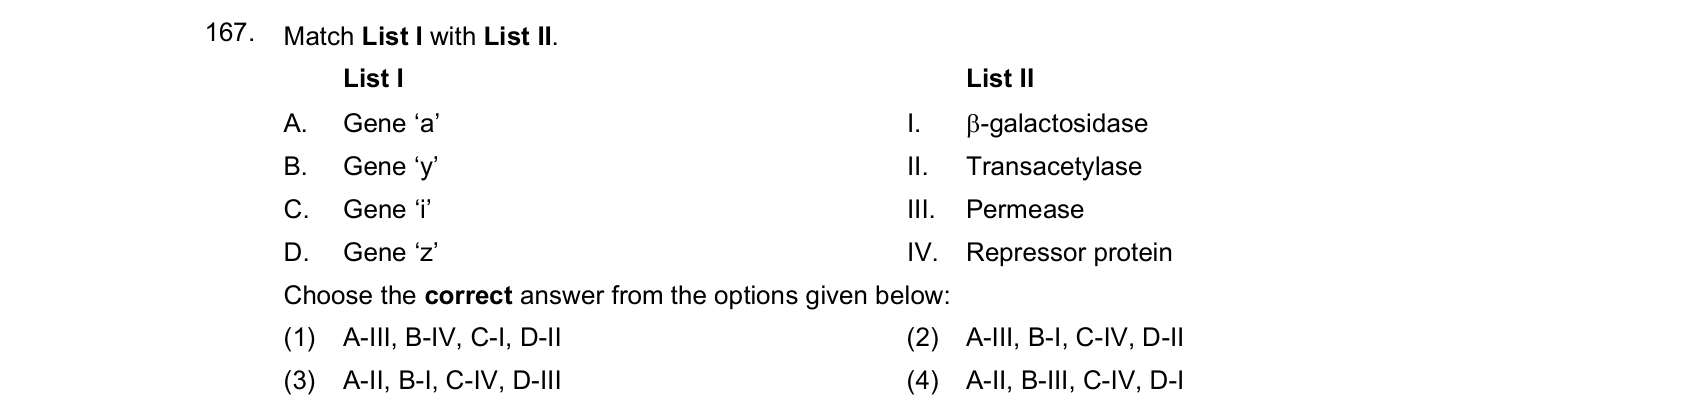 167. Match List I with List II.
List I List II
A. Gene ‘a’ I. β-galactosidase
B. Gene ‘y’ II. Transacetylase
C. Gene ‘i’ III. Permease
D. Gene ‘z’ IV. Repressor protein
Choose the correct answer from the options given below:
(1) A-III, B-IV, C-I, D-II (2) A-III, B-I, C-IV, D-II
(3) A-II, B-I, C-IV, D-III (4) A-II, B-III, C-IV, D-I